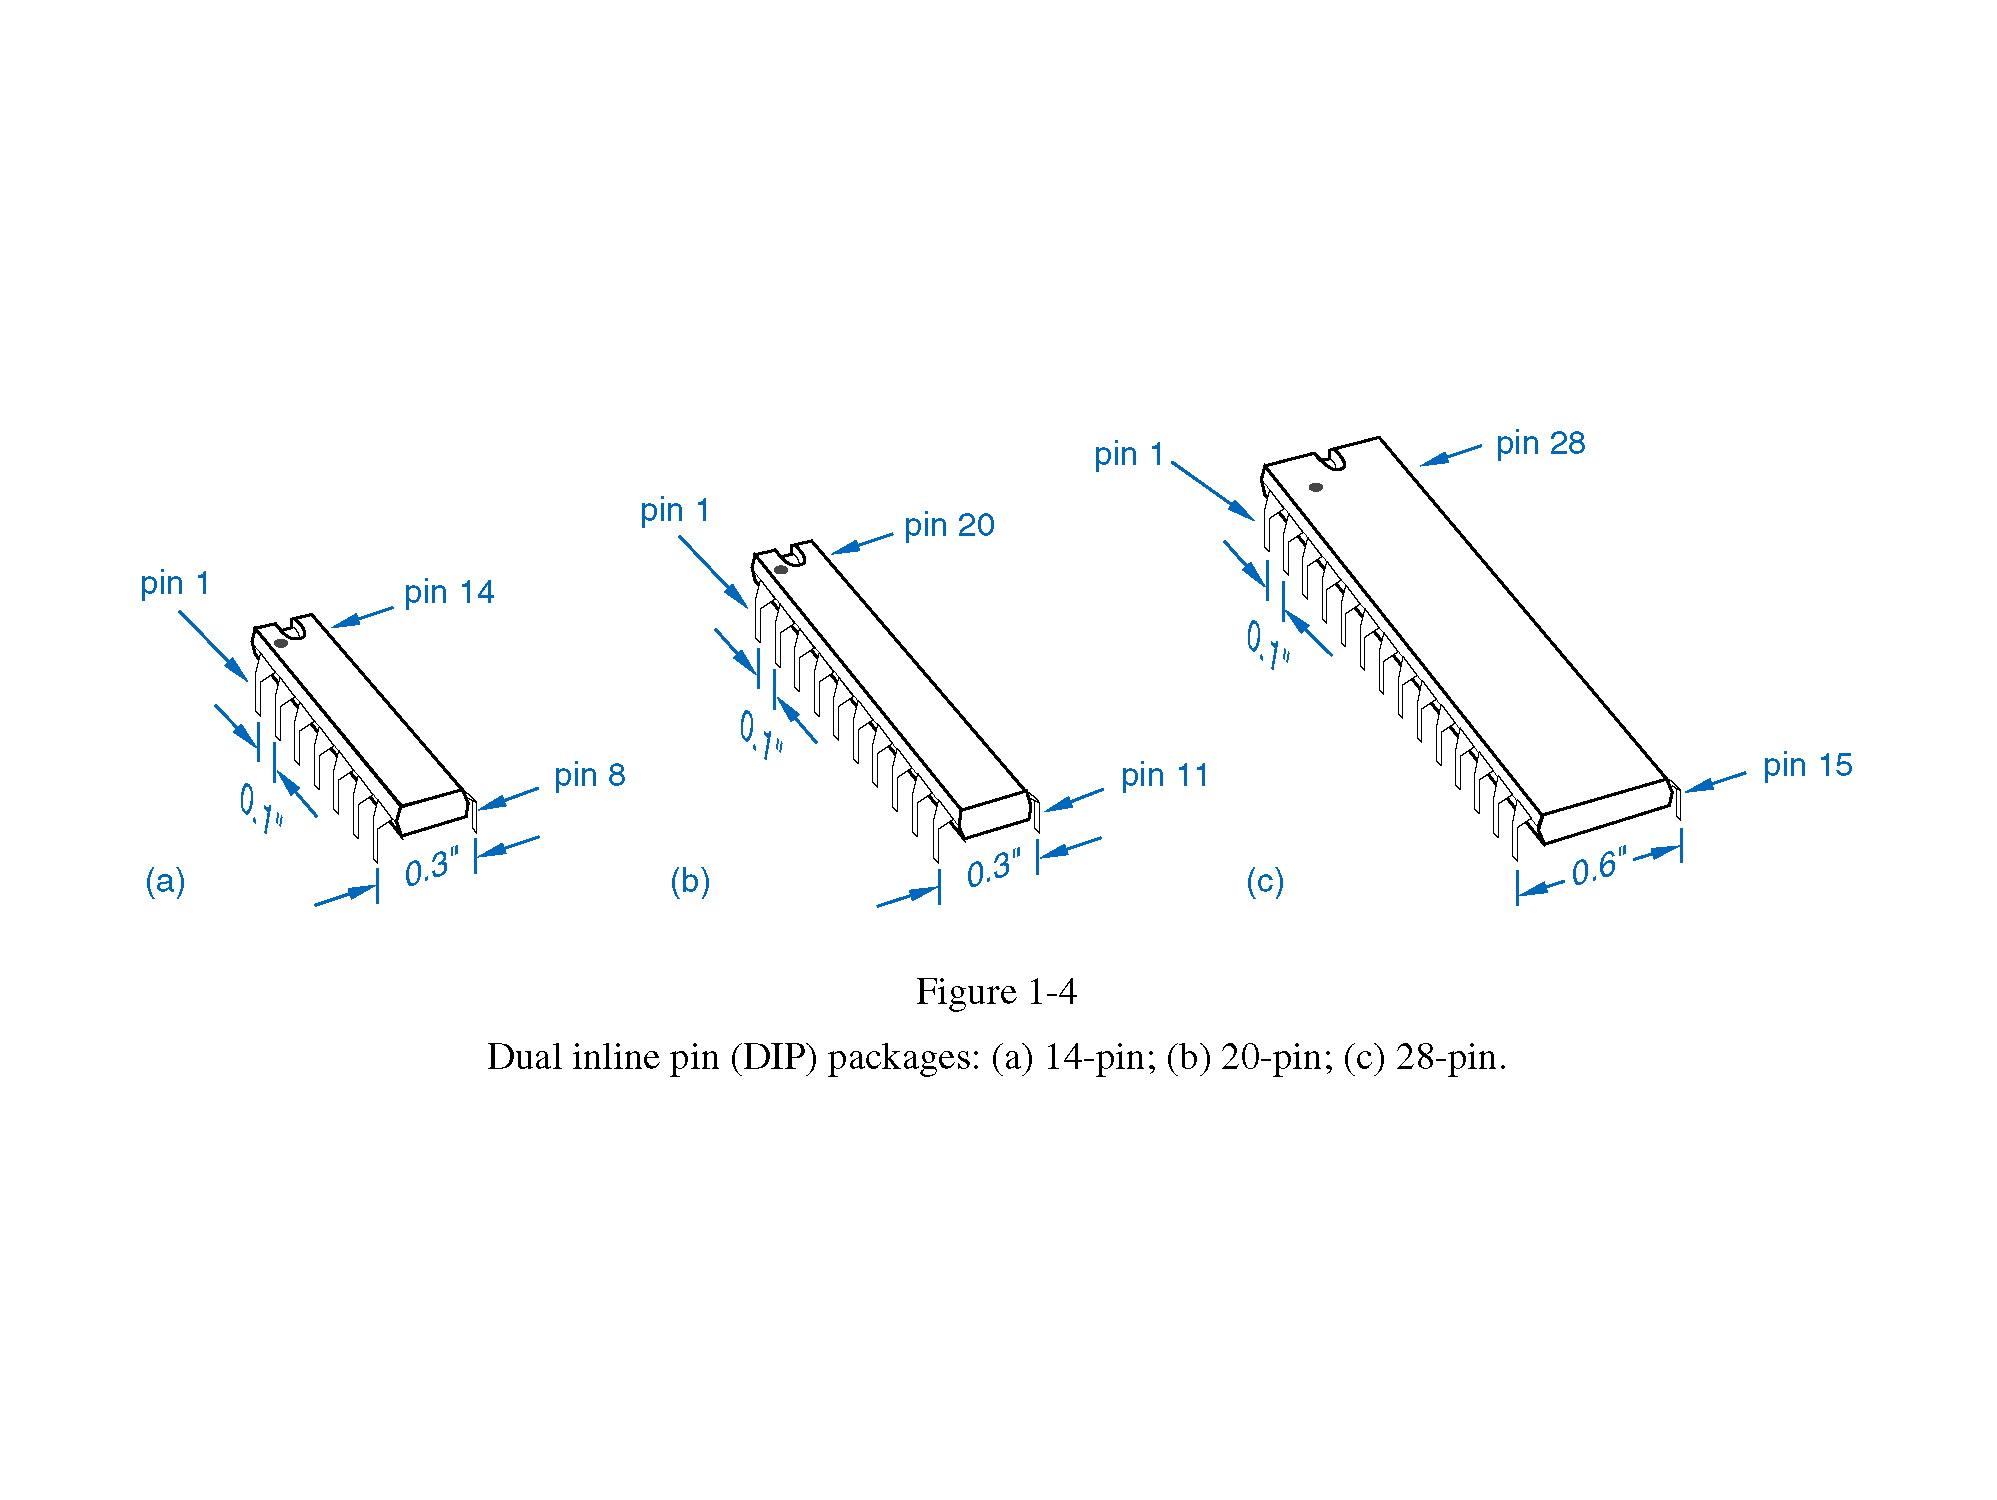 pin 1
pin 14
0.1"
pin 8
0.3"
(a)
pin 1
pin 20
0.1"
pin 11
0.3"
(b)
pin 1
pin 28
0.1"
pin 15
0.6"
(c)
Figure 1-4
Dual inline pin (DIP) packages: (a) 14-pin; (b) 20-pin; (c) 28-pin.